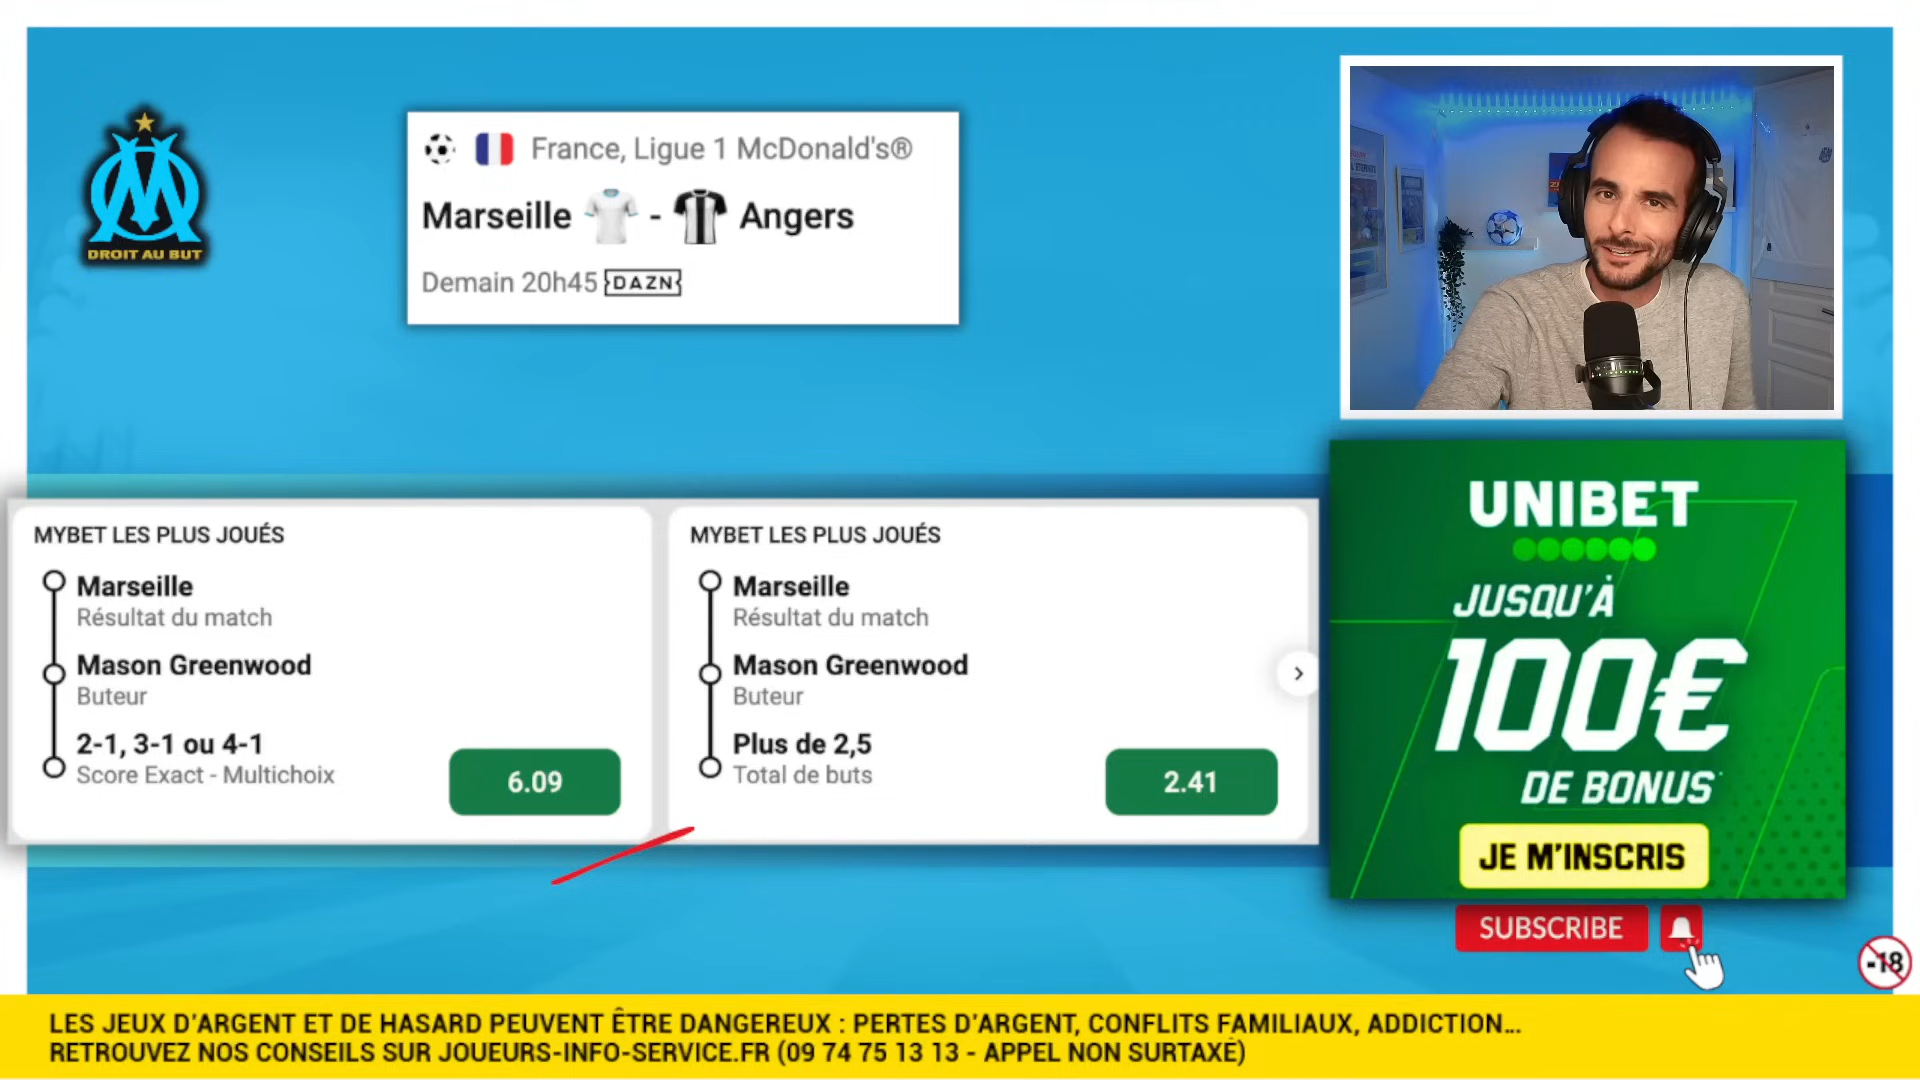 DROIT AU BUT
France, Ligue 1 McDonald's®
Marseille - Angers
Demain 20h45 DAZN
MYBET LES PLUS JOUÉS
Marseille
Résultat du match
Mason Greenwood
Buteur
2-1, 3-1 ou 4-1
Score Exact - Multichoix
6.09
MYBET LES PLUS JOUÉS
Marseille
Résultat du match
Mason Greenwood
Buteur
Plus de 2,5
Total de buts
2.41
UNIBET
JUSQU'À
100€
DE BONUS*
JE M'INSCRIS
SUBSCRIBE
-18
LES JEUX D'ARGENT ET DE HASARD PEUVENT ÊTRE DANGEREUX : PERTES D'ARGENT, CONFLITS FAMILIAUX, ADDICTION...
RETROUVEZ NOS CONSEILS SUR JOUEURS-INFO-SERVICE.FR (09 74 75 13 13 - APPEL NON SURTAXÉ)